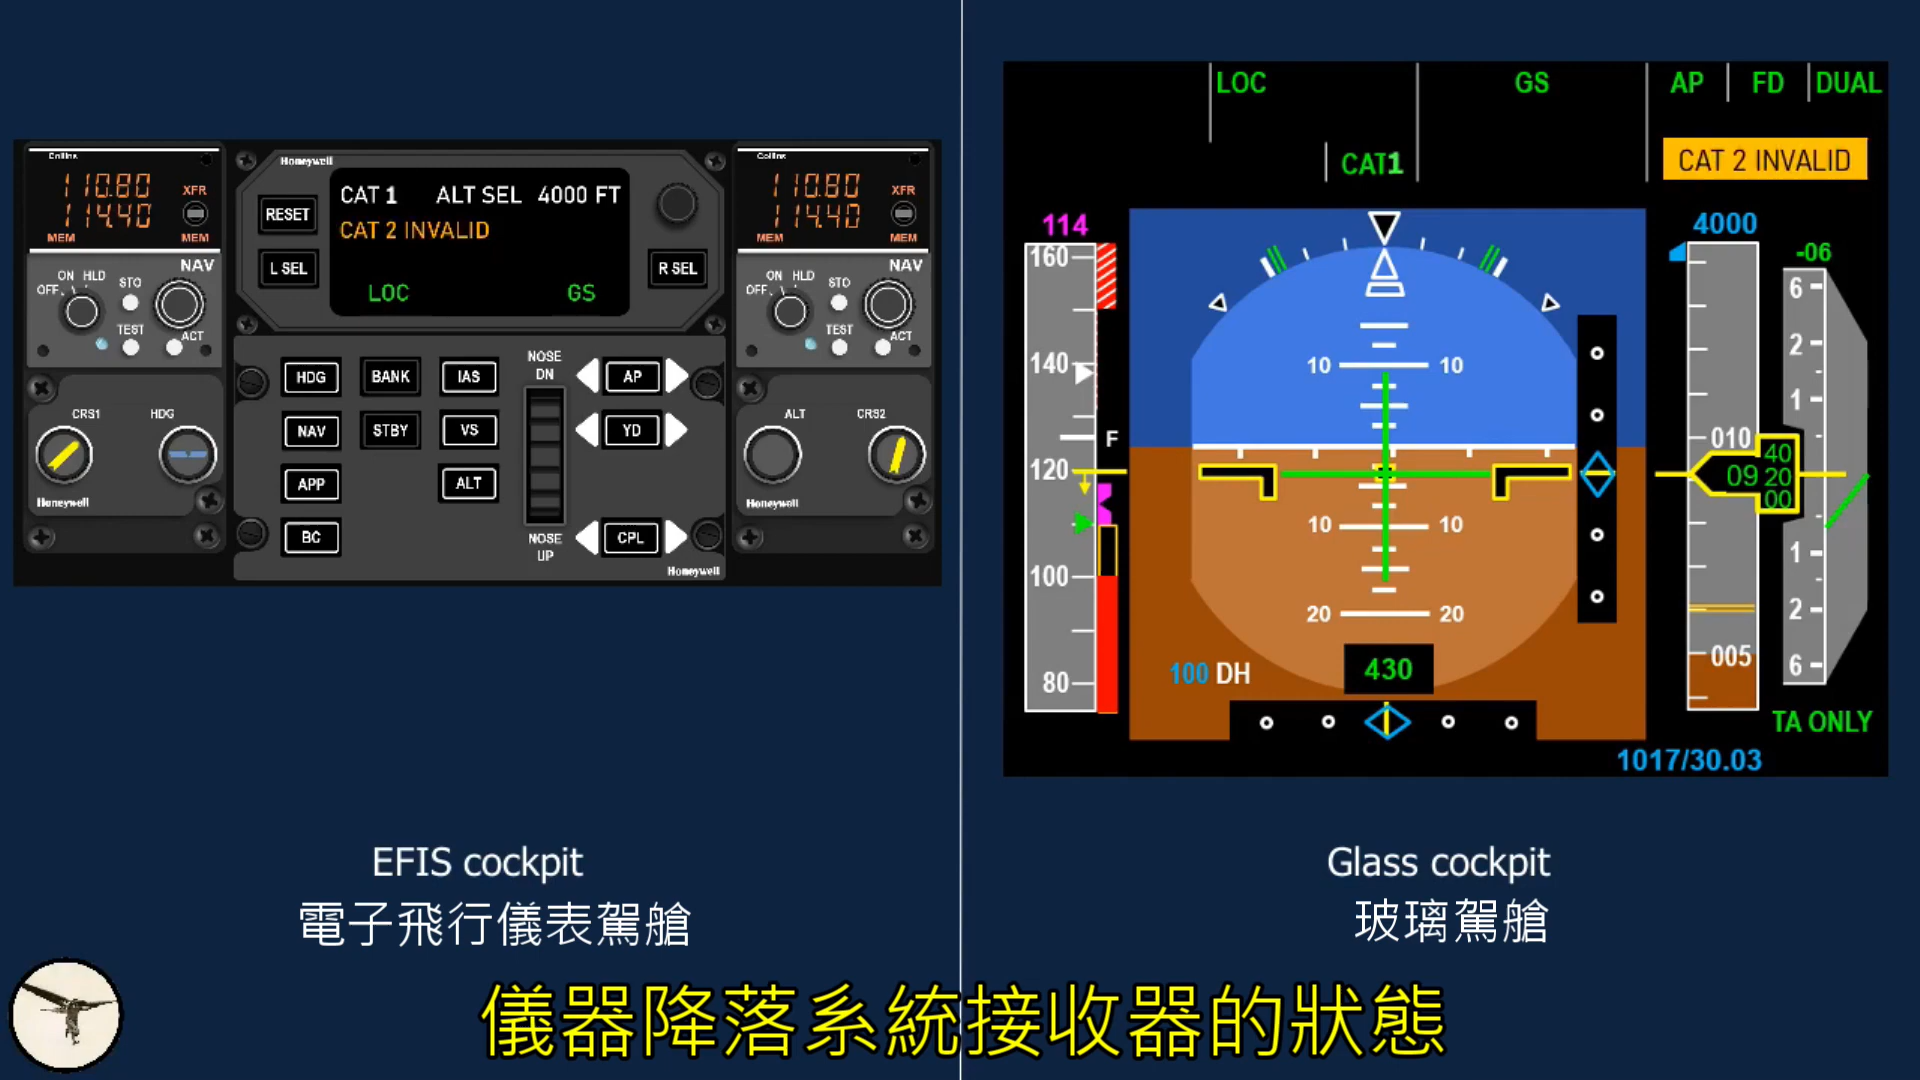 Collins
110.80
114.40
XFR
MEM
MEM
NAV
ON HLD
OFF
STO
TEST
ACT
CRS1
HDG
Honeywell
Honeywell
RESET
L SEL
CAT 1 ALT SEL 4000 FT
CAT 2 INVALID
LOC GS
R SEL
HDG BANK IAS
NAV STBY VS
APP ALT
BC
NOSE
DN
NOSE
UP
AP
YD
CPL
Honeywell
Collins
110.80
114.40
XFR
MEM
MEM
NAV
ON HLD
OFF
STO
TEST
ACT
ALT
CRS2
Honeywell
LOC GS AP FD DUAL
CAT1
CAT 2 INVALID
114
160
140
F
120
100
80
10 10
10 10
20 20
100 DH
430
4000
010
09
40
20
00
005
-06
6
2
1
1
2
6
TA ONLY
1017/30.03
EFIS cockpit
電子飛行儀表駕艙
Glass cockpit
玻璃駕艙
儀器降落系統接收器的狀態